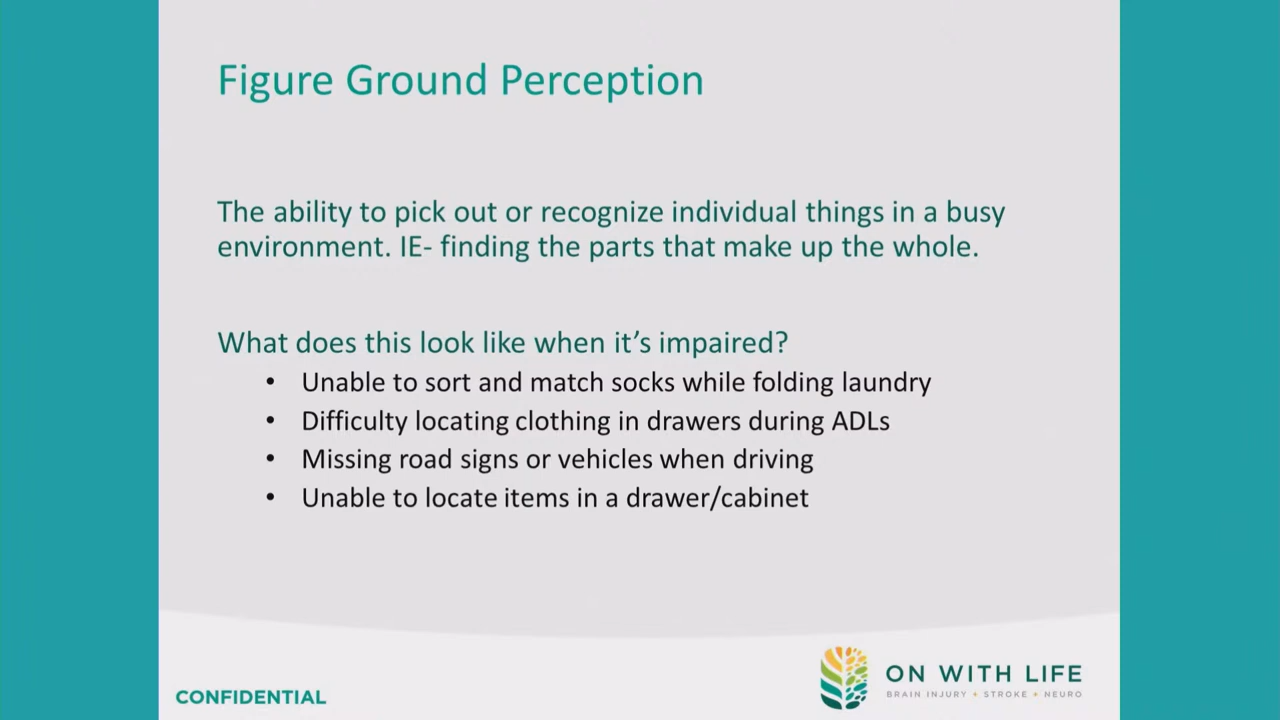 Figure Ground Perception
The ability to pick out or recognize individual things in a busy
environment. IE- finding the parts that make up the whole.
What does this look like when it’s impaired?
• Unable to sort and match socks while folding laundry
• Difficulty locating clothing in drawers during ADLs
• Missing road signs or vehicles when driving
• Unable to locate items in a drawer/cabinet
CONFIDENTIAL
ON WITH LIFE
BRAIN INJURY • STROKE • NEURO